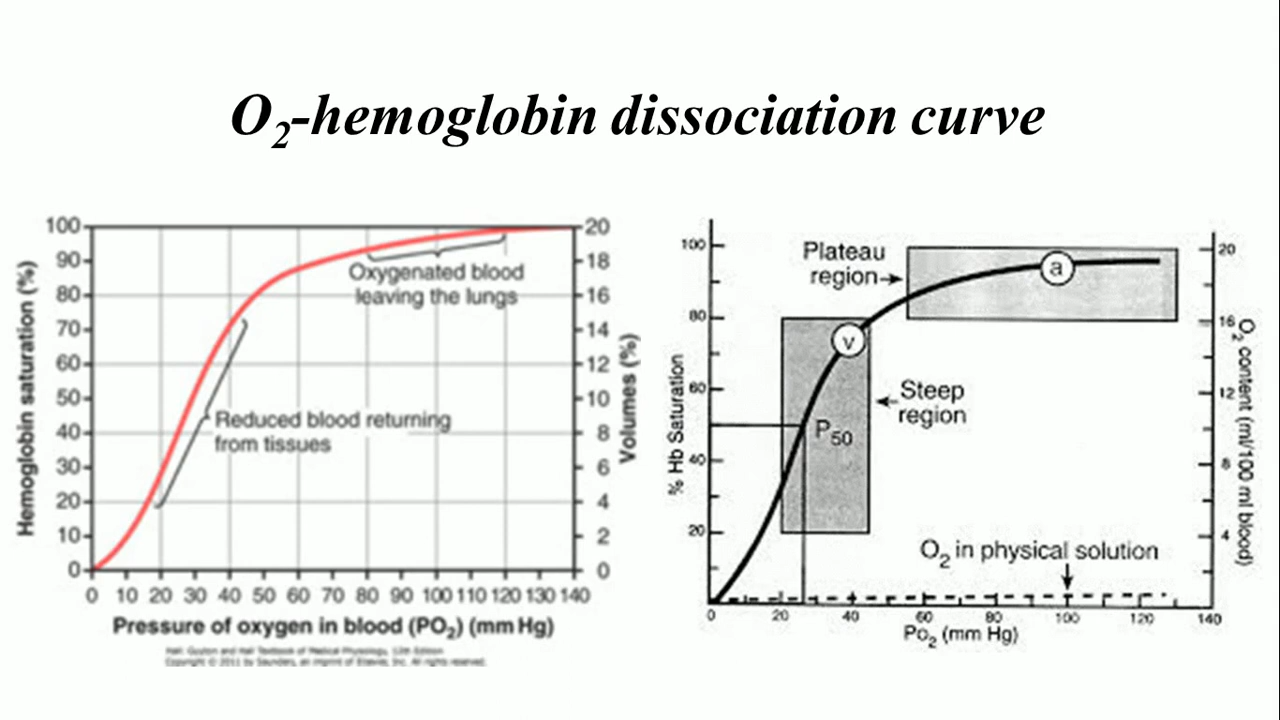 O2-hemoglobin dissociation curve
100
90
80
70
60
50
40
30
20
10
0
Hemoglobin saturation (%)
Oxygenated blood
leaving the lungs
Reduced blood returning
from tissues
20
18
16
14
12
10
8
6
4
2
0
Volumes (%)
0 10 20 30 40 50 60 70 80 90 100 110 120 130 140
Pressure of oxygen in blood (PO2) (mm Hg)
Hall: Guyton and Hall Textbook of Medical Physiology, 12th Edition
Copyright © 2011 by Saunders, an imprint of Elsevier, Inc. All rights reserved.
100
80
60
40
20
% Hb Saturation
Plateau
region
a
v
Steep
region
P50
O2 in physical solution
20
16
12
8
4
O2 content (ml/100 ml blood)
0 20 40 60 80 100 120 140
Po2 (mm Hg)